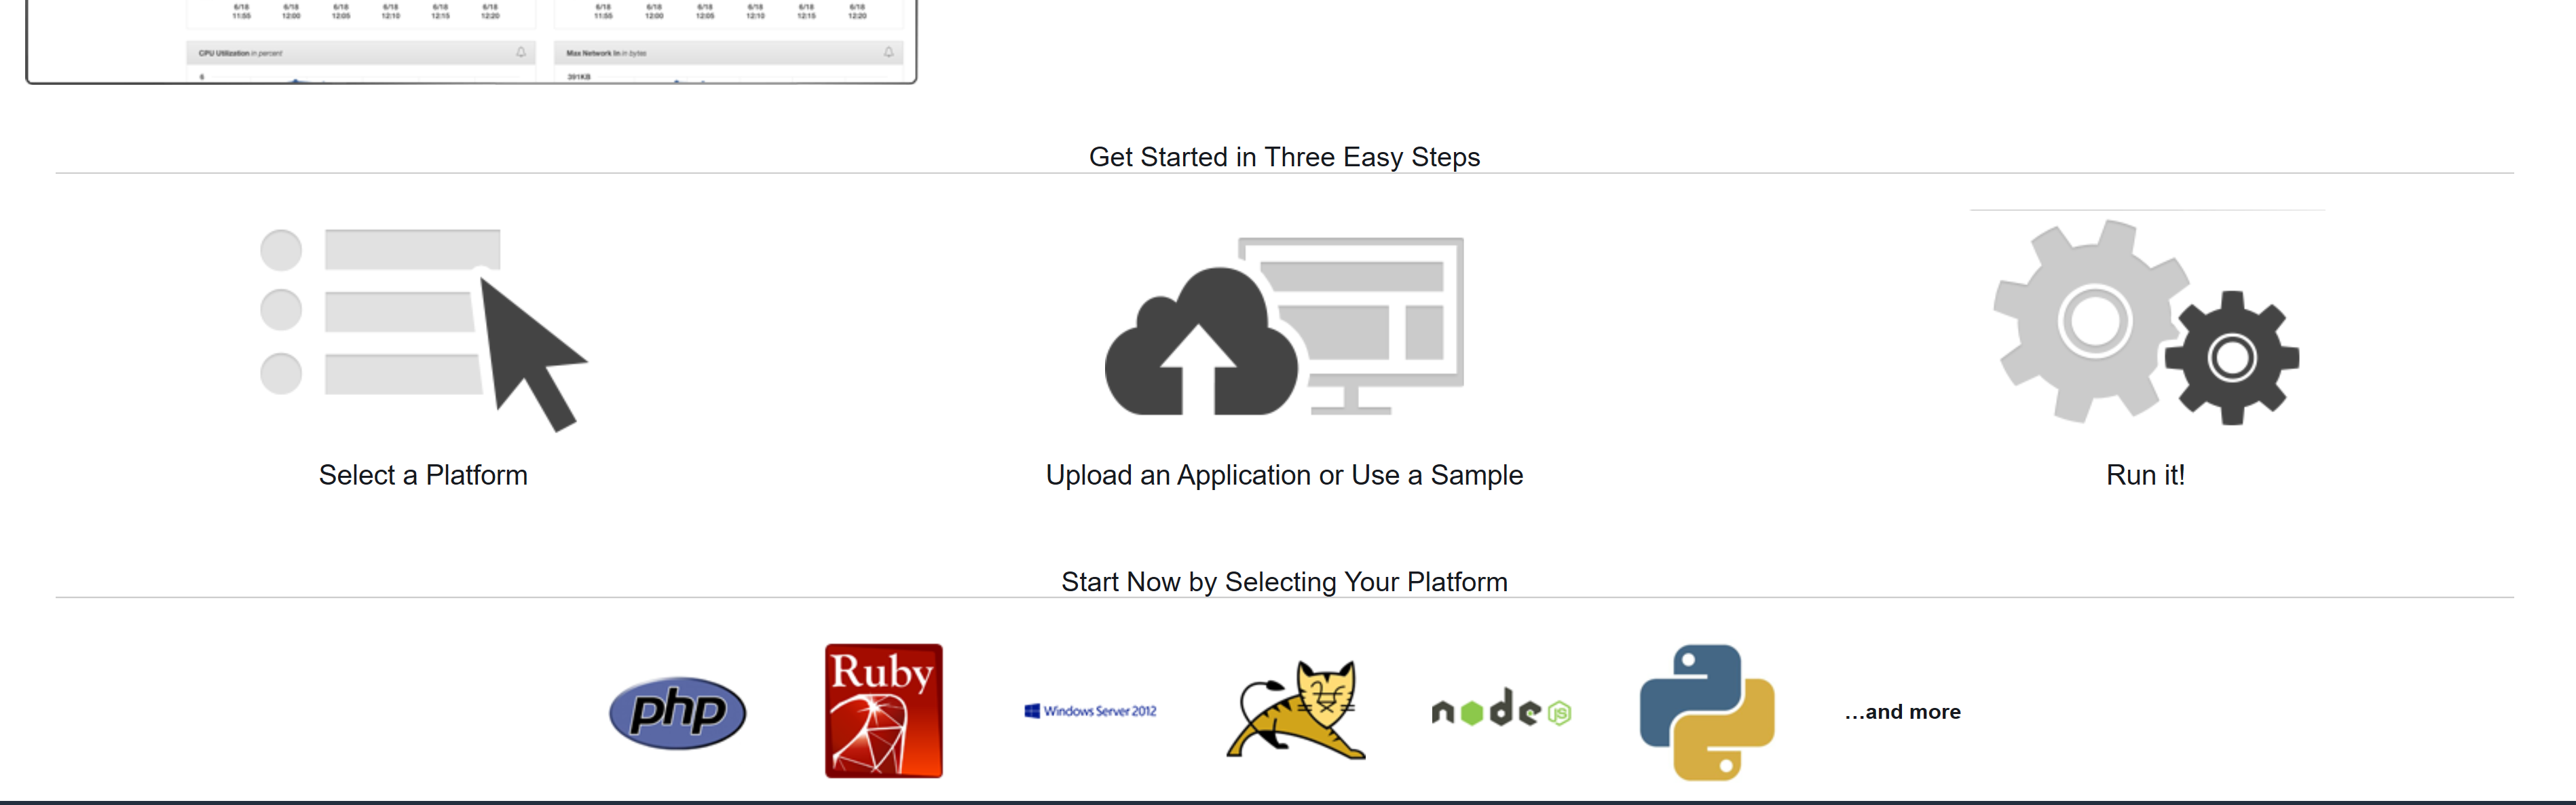 6/18 6/18 6/18 6/18 6/18 6/18
11:55 12:00 12:05 12:10 12:15 12:20
6/18 6/18 6/18 6/18 6/18 6/18
11:55 12:00 12:05 12:10 12:15 12:20
CPU Utilization in percent
6
Max Network In in bytes
391KB
Get Started in Three Easy Steps
Select a Platform
Upload an Application or Use a Sample
Run it!
Start Now by Selecting Your Platform
php
Ruby
Windows Server 2012
node JS
...and more